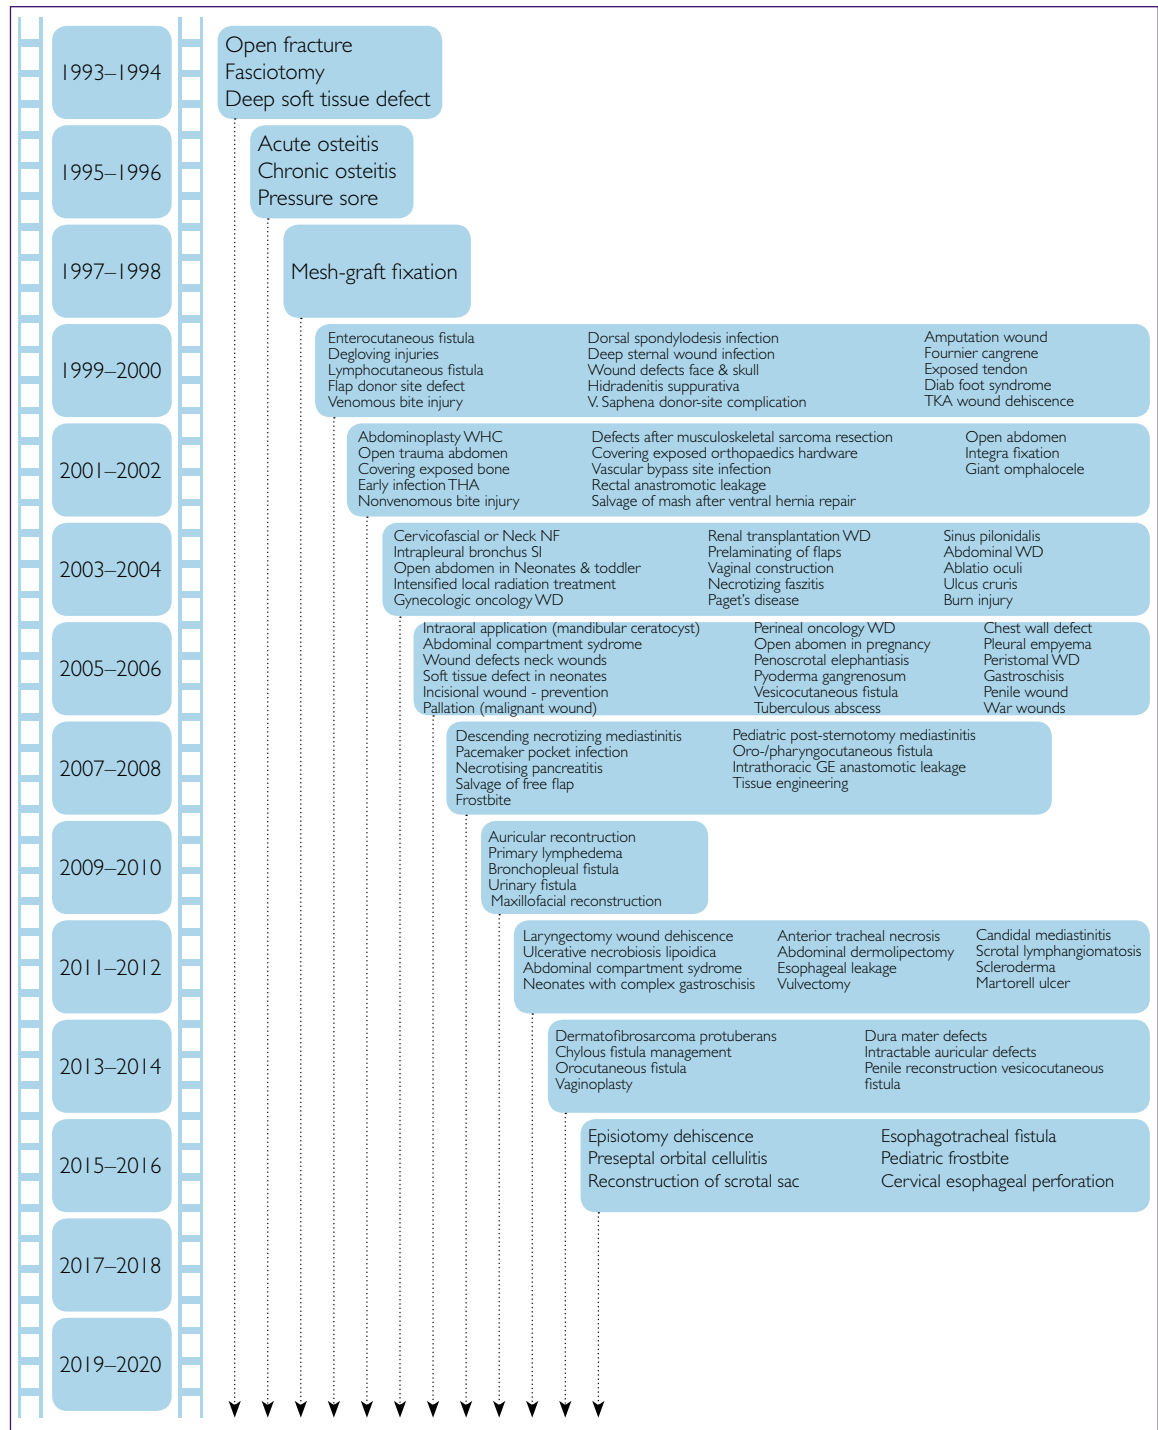 1993–1994
Open fracture
Fasciotomy
Deep soft tissue defect
1995–1996
Acute osteitis
Chronic osteitis
Pressure sore
1997–1998
Mesh-graft fixation
1999–2000
Enterocutaneous fistula
Degloving injuries
Lymphocutaneous fistula
Flap donor site defect
Venomous bite injury
Dorsal spondylodesis infection
Deep sternal wound infection
Wound defects face & skull
Hidradenitis suppurativa
V. Saphena donor-site complication
Amputation wound
Fournier cangrene
Exposed tendon
Diab foot syndrome
TKA wound dehiscence
2001–2002
Abdominoplasty WHC
Open trauma abdomen
Covering exposed bone
Early infection THA
Nonvenomous bite injury
Defects after musculoskeletal sarcoma resection
Covering exposed orthopaedics hardware
Vascular bypass site infection
Rectal anastromotic leakage
Salvage of mash after ventral hernia repair
Open abdomen
Integra fixation
Giant omphalocele
2003–2004
Cervicofascial or Neck NF
Intrapleural bronchus SI
Open abdomen in Neonates & toddler
Intensified local radiation treatment
Gynecologic oncology WD
Renal transplantation WD
Prelaminating of flaps
Vaginal construction
Necrotizing faszitis
Paget's disease
Sinus pilonidalis
Abdominal WD
Ablatio oculi
Ulcus cruris
Burn injury
2005–2006
Intraoral application (mandibular ceratocyst)
Abdominal compartment sydrome
Wound defects neck wounds
Soft tissue defect in neonates
Incisional wound - prevention
Pallation (malignant wound)
Perineal oncology WD
Open abomen in pregnancy
Penoscrotal elephantiasis
Pyoderma gangrenosum
Vesicocutaneous fistula
Tuberculous abscess
Chest wall defect
Pleural empyema
Peristomal WD
Gastroschisis
Penile wound
War wounds
2007–2008
Descending necrotizing mediastinitis
Pacemaker pocket infection
Necrotising pancreatitis
Salvage of free flap
Frostbite
Pediatric post-sternotomy mediastinitis
Oro-/pharyngocutaneous fistula
Intrathoracic GE anastomotic leakage
Tissue engineering
2009–2010
Auricular recontruction
Primary lymphedema
Bronchopleual fistula
Urinary fistula
Maxillofacial reconstruction
2011–2012
Laryngectomy wound dehiscence
Ulcerative necrobiosis lipoidica
Abdominal compartment sydrome
Neonates with complex gastroschisis
Anterior tracheal necrosis
Abdominal dermolipectomy
Esophageal leakage
Vulvectomy
Candidal mediastinitis
Scrotal lymphangiomatosis
Scleroderma
Martorell ulcer
2013–2014
Dermatofibrosarcoma protuberans
Chylous fistula management
Orocutaneous fistula
Vaginoplasty
Dura mater defects
Intractable auricular defects
Penile reconstruction vesicocutaneous
fistula
2015–2016
Episiotomy dehiscence
Preseptal orbital cellulitis
Reconstruction of scrotal sac
Esophagotracheal fistula
Pediatric frostbite
Cervical esophageal perforation
2017–2018
2019–2020